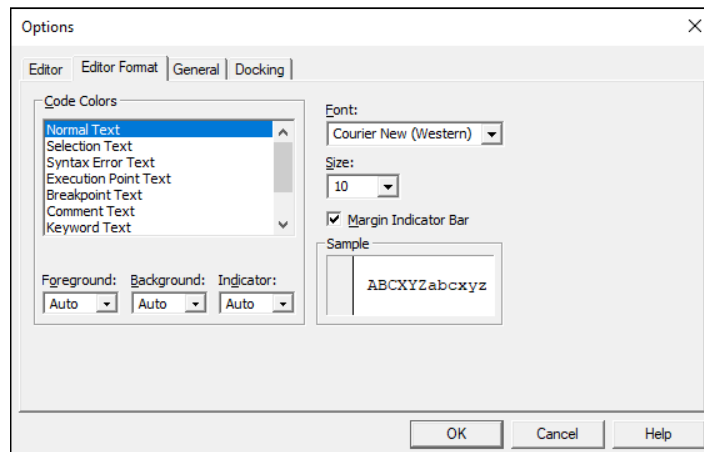 Options
Editor Editor Format General Docking
Code Colors
Normal Text
Selection Text
Syntax Error Text
Execution Point Text
Breakpoint Text
Comment Text
Keyword Text
Foreground: Background: Indicator:
Auto Auto Auto
Font:
Courier New (Western)
Size:
10
Margin Indicator Bar
Sample
ABCXYZabcxyz
OK Cancel Help